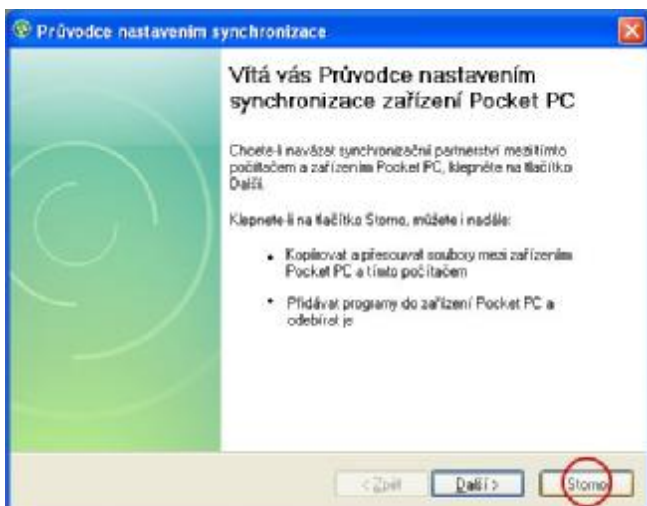 Průvodce nastavením synchronizace
Vítá vás Průvodce nastavením
synchronizace zařízení Pocket PC
Chcete-li navázat synchronizační partnerství mezi tímto
počítačem a zařízením Pocket PC, klepněte na tlačítko
Další.
Klepnete-li na tlačítko Storno, můžete i nadále:
• Kopírovat a přesouvat soubory mezi zařízením
Pocket PC a tímto počítačem
• Přidávat programy do zařízení Pocket PC a
odebírat je
< Zpět Další > Storno